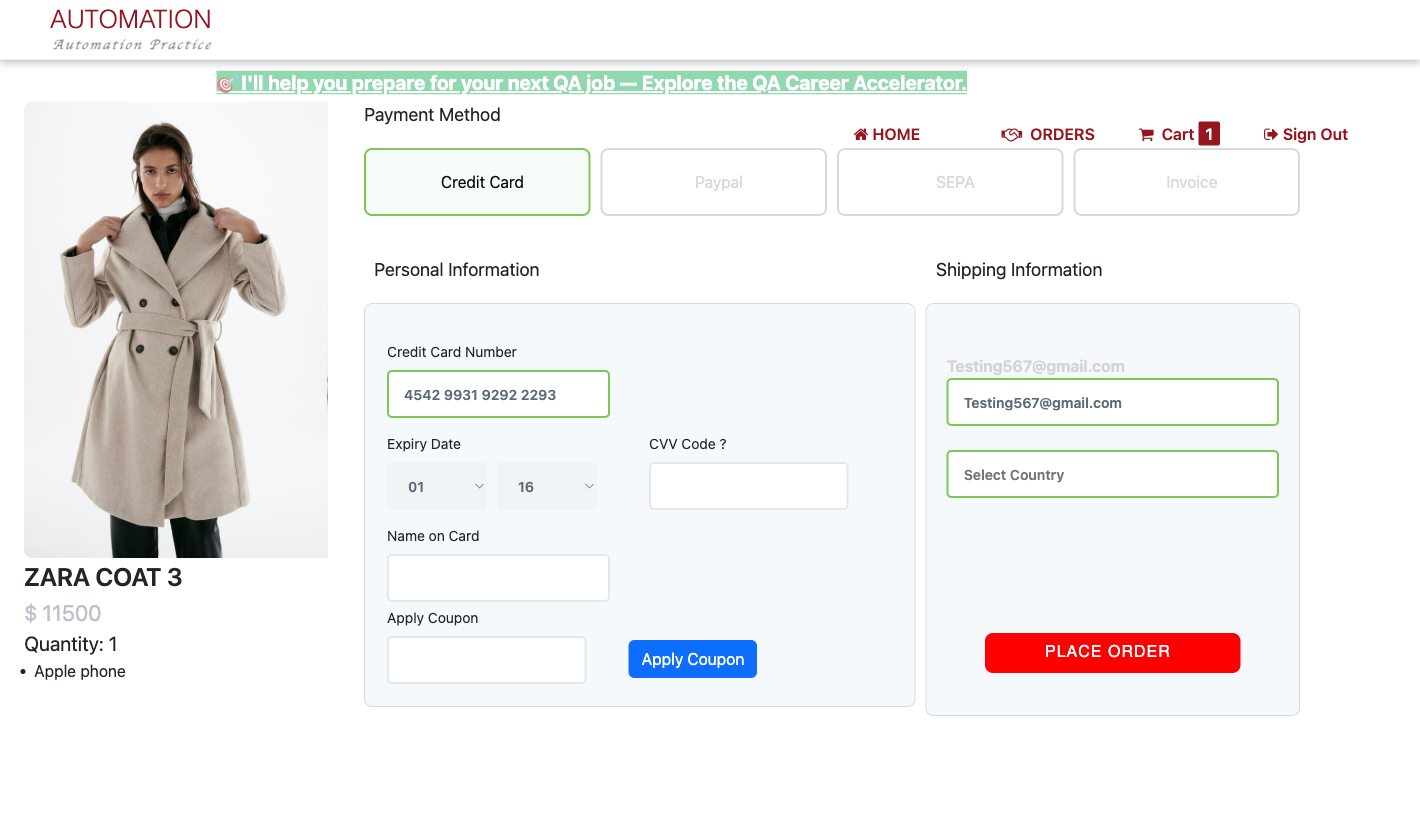 AUTOMATION
Automation Practice
🎯 I'll help you prepare for your next QA job — Explore the QA Career Accelerator.
Payment Method
HOME
ORDERS
Cart 1
Sign Out
Credit Card
Paypal
SEPA
Invoice
Personal Information
Shipping Information
Credit Card Number
4542 9931 9292 2293
Expiry Date
CVV Code ?
01
16
Name on Card
Apply Coupon
Apply Coupon
Testing567@gmail.com
Testing567@gmail.com
Select Country
PLACE ORDER
ZARA COAT 3
$ 11500
Quantity: 1
• Apple phone